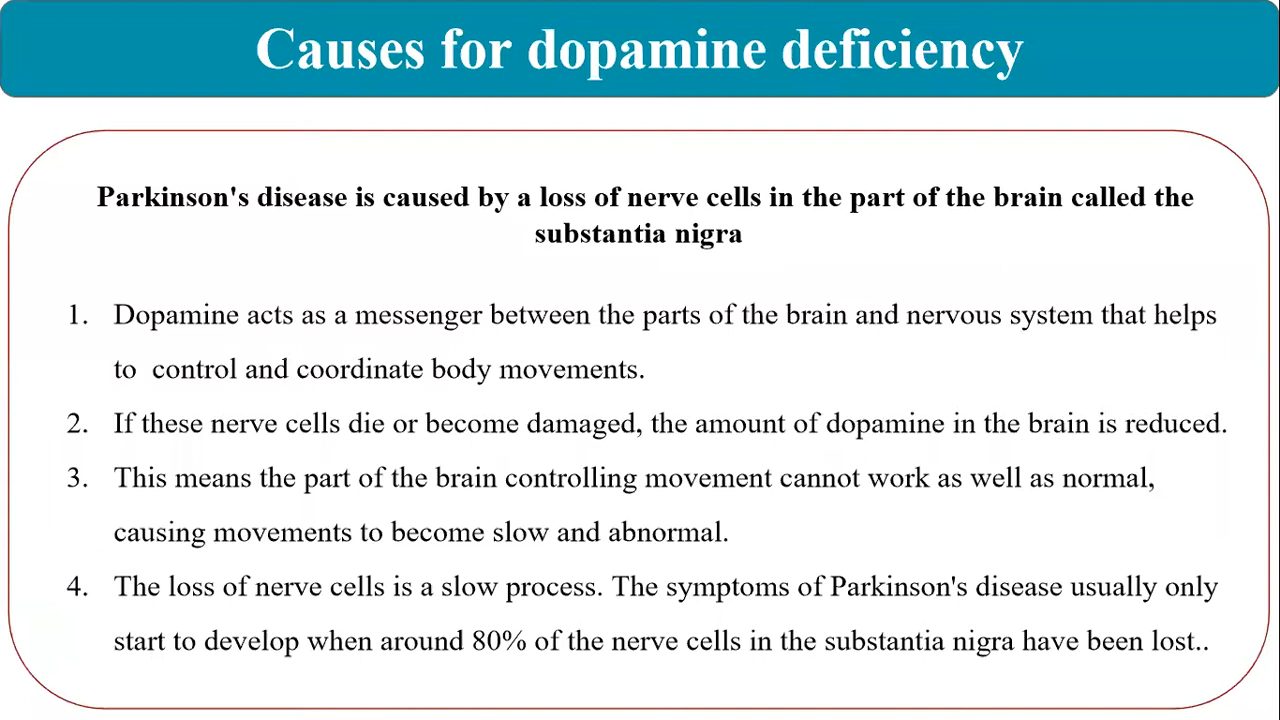 Causes for dopamine deficiency
Parkinson's disease is caused by a loss of nerve cells in the part of the brain called the
substantia nigra
1. Dopamine acts as a messenger between the parts of the brain and nervous system that helps
to  control and coordinate body movements.
2. If these nerve cells die or become damaged, the amount of dopamine in the brain is reduced.
3. This means the part of the brain controlling movement cannot work as well as normal,
causing movements to become slow and abnormal.
4. The loss of nerve cells is a slow process. The symptoms of Parkinson's disease usually only
start to develop when around 80% of the nerve cells in the substantia nigra have been lost..